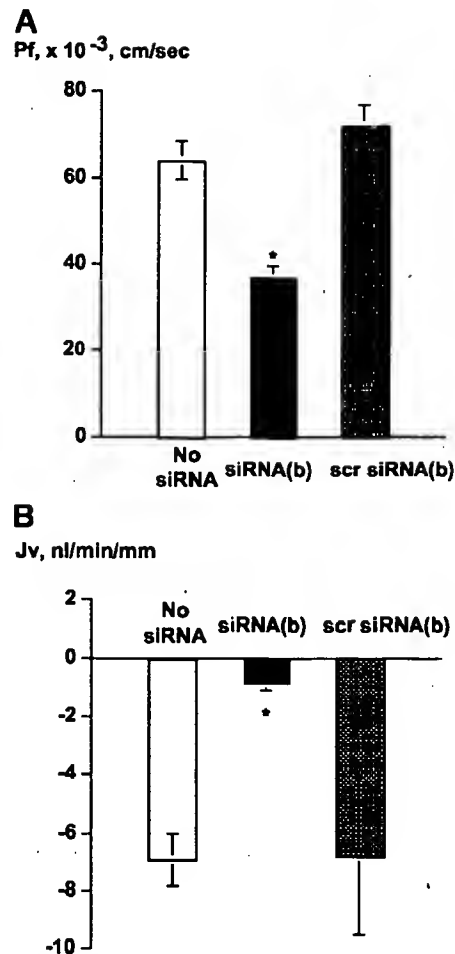 A
Pf, x 10⁻³, cm/sec
80
60
40
20
0
*
No siRNA
siRNA(b)
scr siRNA(b)
B
Jv, nl/min/mm
2
0
-2
-4
-6
-8
-10
No siRNA
siRNA(b)
scr siRNA(b)
*